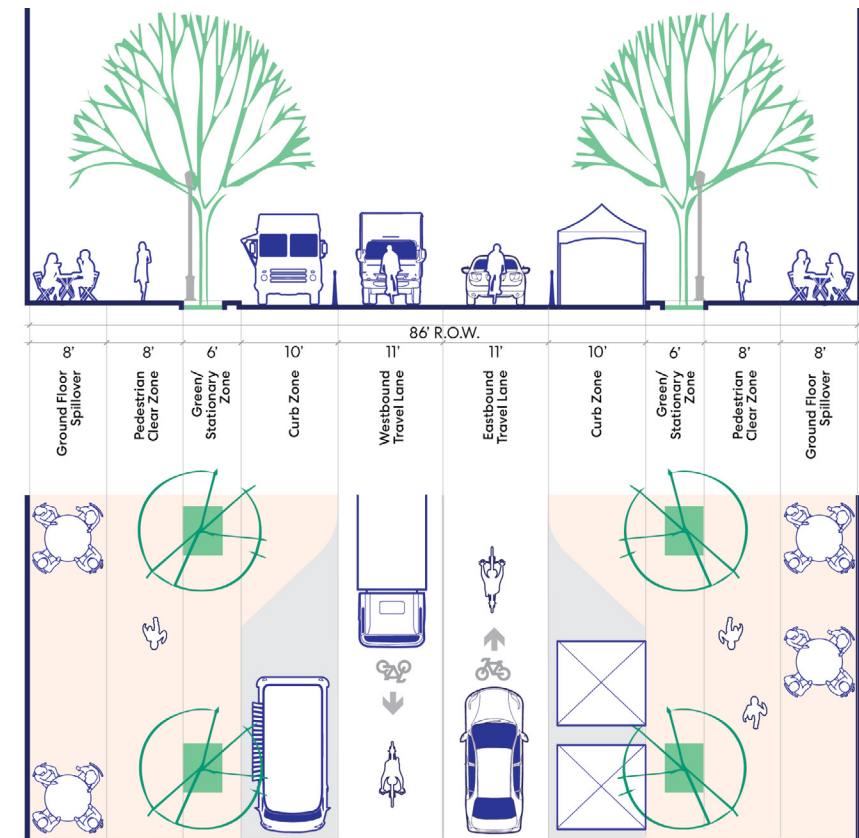 86’ R.O.W.
8’
8’
6’
10’
11’
11’
10’
6’
8’
8’
Ground Floor
Spillover
Pedestrian
Clear Zone
Green/
Stationary
Zone
Curb Zone
Westbound
Travel Lane
Eastbound
Travel Lane
Curb Zone
Green/
Stationary
Zone
Pedestrian
Clear Zone
Ground Floor
Spillover